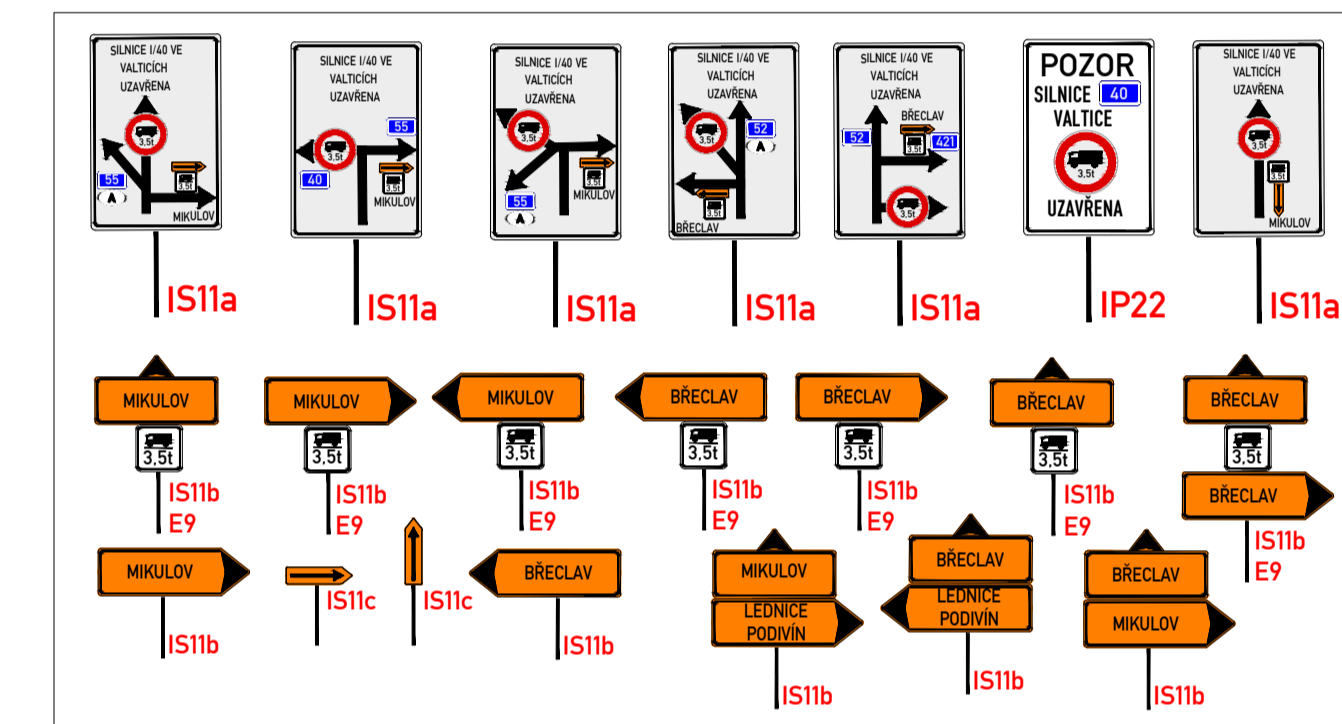 SILNICE I/40 VE
VALTICÍCH
UZAVŘENA
3,5t
55
A
3,5t
MIKULOV
IS11a
SILNICE I/40 VE
VALTICÍCH
UZAVŘENA
55
3,5t
40
3,5t
MIKULOV
IS11a
SILNICE I/40 VE
VALTICÍCH
UZAVŘENA
3,5t
3,5t
MIKULOV
55
A
IS11a
SILNICE I/40 VE
VALTICÍCH
UZAVŘENA
52
A
3,5t
3,5t
BŘECLAV
IS11a
SILNICE I/40 VE
VALTICÍCH
UZAVŘENA
BŘECLAV
52
3,5t
421
3,5t
IS11a
POZOR
SILNICE 40
VALTICE
3,5t
UZAVŘENA
IP22
SILNICE I/40 VE
VALTICÍCH
UZAVŘENA
3,5t
3,5t
MIKULOV
IS11a
MIKULOV
3,5t
IS11b
E9
MIKULOV
3,5t
IS11b
E9
MIKULOV
3,5t
IS11b
E9
BŘECLAV
3,5t
IS11b
E9
BŘECLAV
3,5t
IS11b
E9
BŘECLAV
3,5t
IS11b
E9
BŘECLAV
3,5t
BŘECLAV
IS11b
E9
MIKULOV
IS11b
IS11c
IS11c
BŘECLAV
IS11b
MIKULOV
LEDNICE
PODIVÍN
IS11b
BŘECLAV
LEDNICE
PODIVÍN
IS11b
BŘECLAV
MIKULOV
IS11b